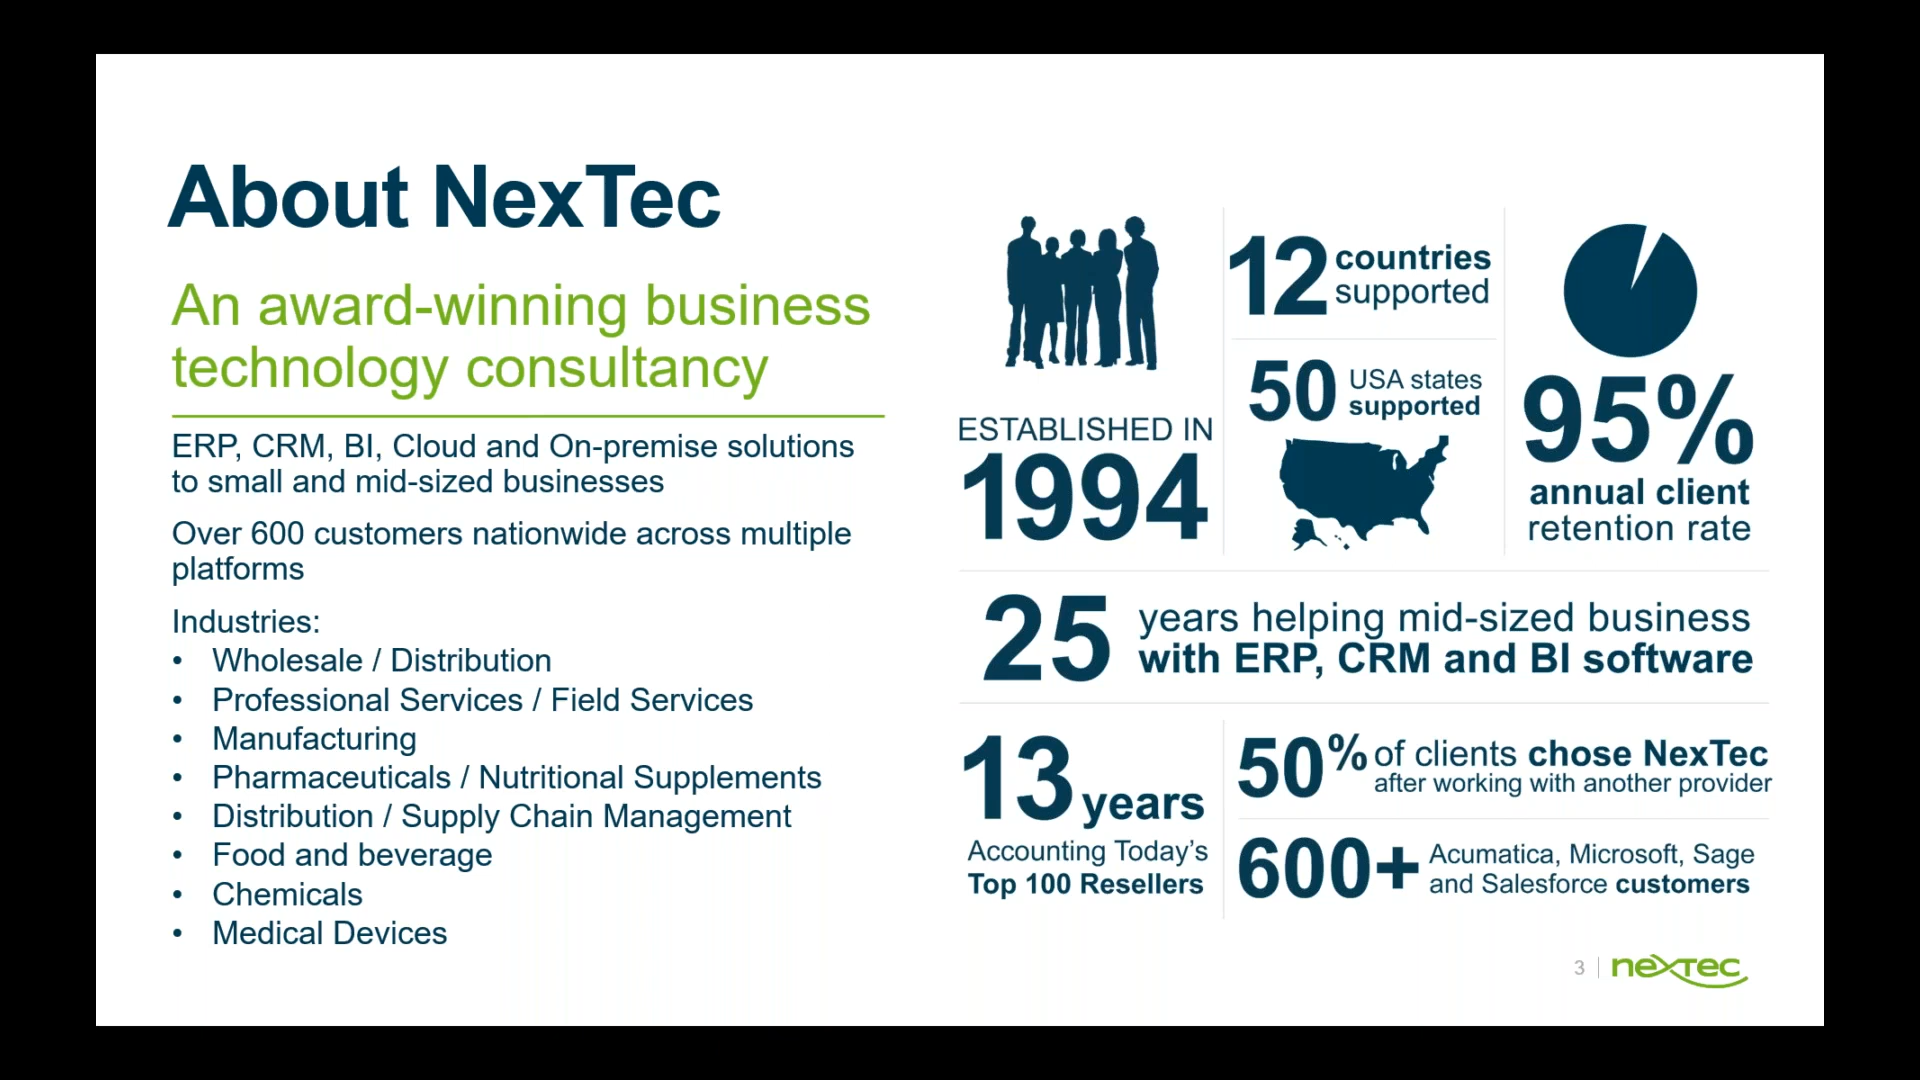 About NexTec
An award-winning business
technology consultancy
ERP, CRM, BI, Cloud and On-premise solutions
to small and mid-sized businesses
Over 600 customers nationwide across multiple
platforms
Industries:
• Wholesale / Distribution
• Professional Services / Field Services
• Manufacturing
• Pharmaceuticals / Nutritional Supplements
• Distribution / Supply Chain Management
• Food and beverage
• Chemicals
• Medical Devices
ESTABLISHED IN
1994
12 countries
supported
50 USA states
supported
95%
annual client
retention rate
25 years helping mid-sized business
with ERP, CRM and BI software
13 years
Accounting Today’s
Top 100 Resellers
50% of clients chose NexTec
after working with another provider
600+ Acumatica, Microsoft, Sage
and Salesforce customers
3 | nexTec